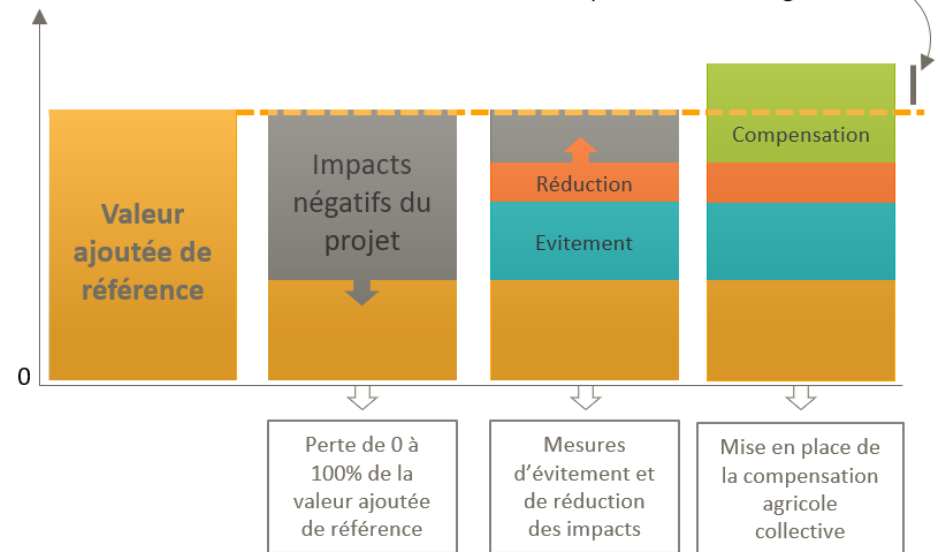 Compensation
Impacts
négatifs du
projet
Réduction
Valeur
ajoutée de
référence
Evitement
0
Perte de 0 à
100% de la
valeur ajoutée
de référence
Mesures
d'évitement et
de réduction
des impacts
Mise en place de
la compensation
agricole
collective